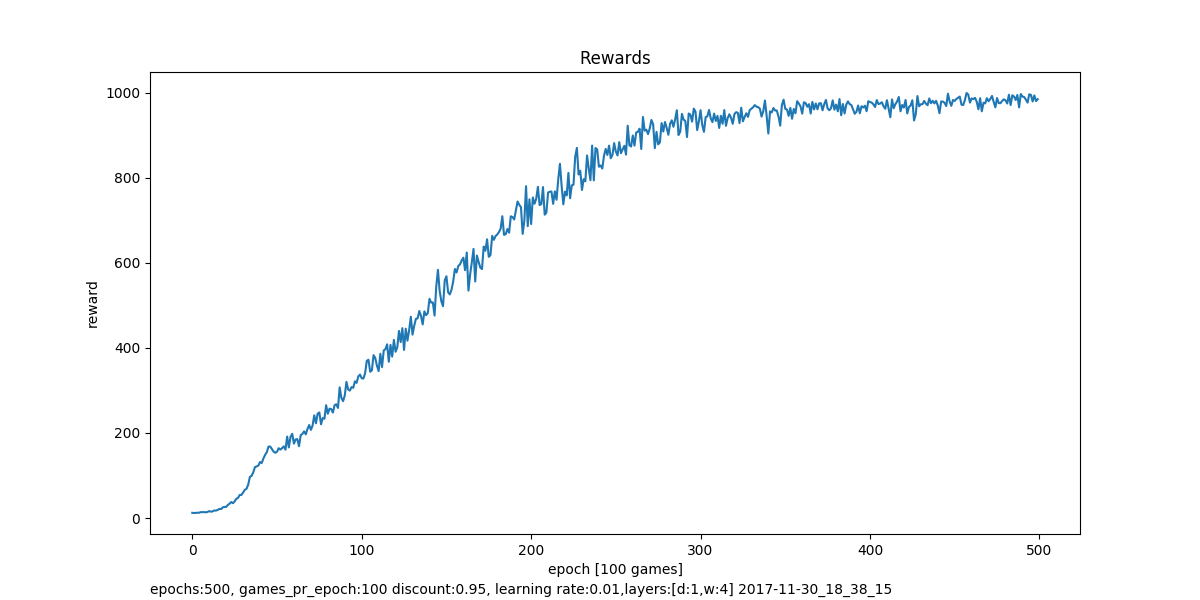 Rewards
1000
800
600
400
200
0
reward
0 100 200 300 400 500
epoch [100 games]
epochs:500, games_pr_epoch:100 discount:0.95, learning rate:0.01,layers:[d:1,w:4] 2017-11-30_18_38_15